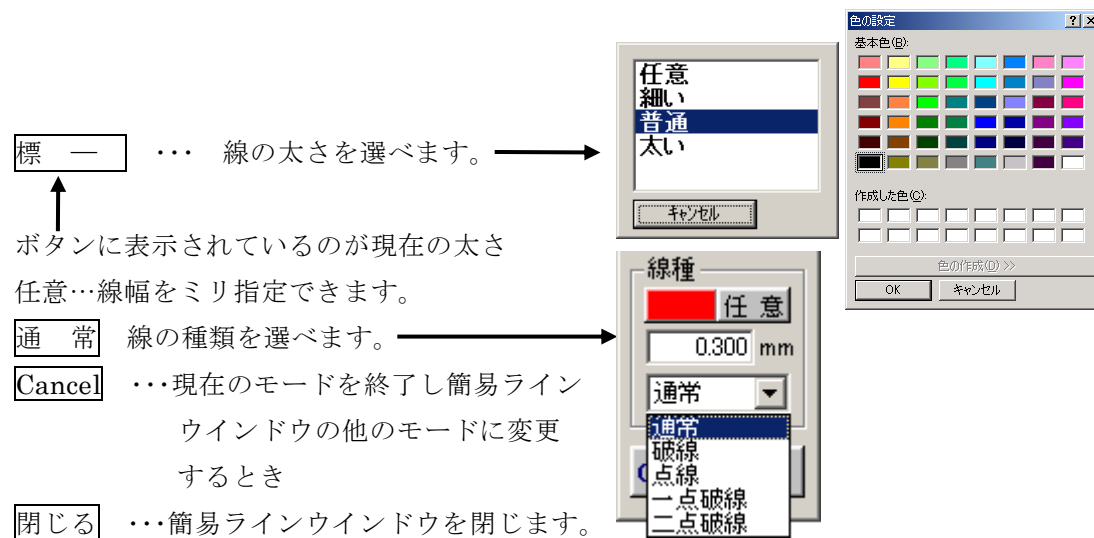 色の設定
基本色(B):
作成した色(C):
色の作成(D) >>
OK キャンセル
任意
細い
普通
太い
キャンセル
標 ― ・・・ 線の太さを選べます。
ボタンに表示されているのが現在の太さ
任意…線幅をミリ指定できます。
通 常 線の種類を選べます。
Cancel ・・・現在のモードを終了し簡易ライン
ウインドウの他のモードに変更
するとき
閉じる ・・・簡易ラインウインドウを閉じます。
線種
任 意
0.300 mm
通常
通常
破線
点線
一点破線
二点破線